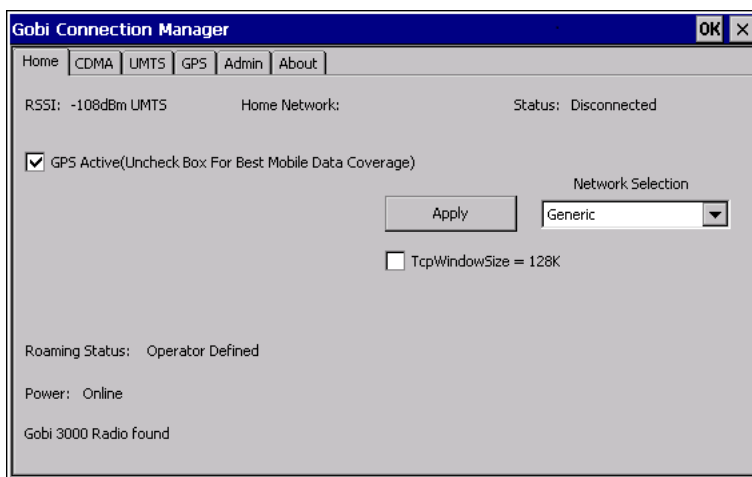 Gobi Connection Manager OK ×
Home CDMA UMTS GPS Admin About
RSSI: -108dBm UMTS Home Network: Status: Disconnected
GPS Active(Uncheck Box For Best Mobile Data Coverage)
Network Selection
Apply Generic
TcpWindowSize = 128K
Roaming Status: Operator Defined
Power: Online
Gobi 3000 Radio found